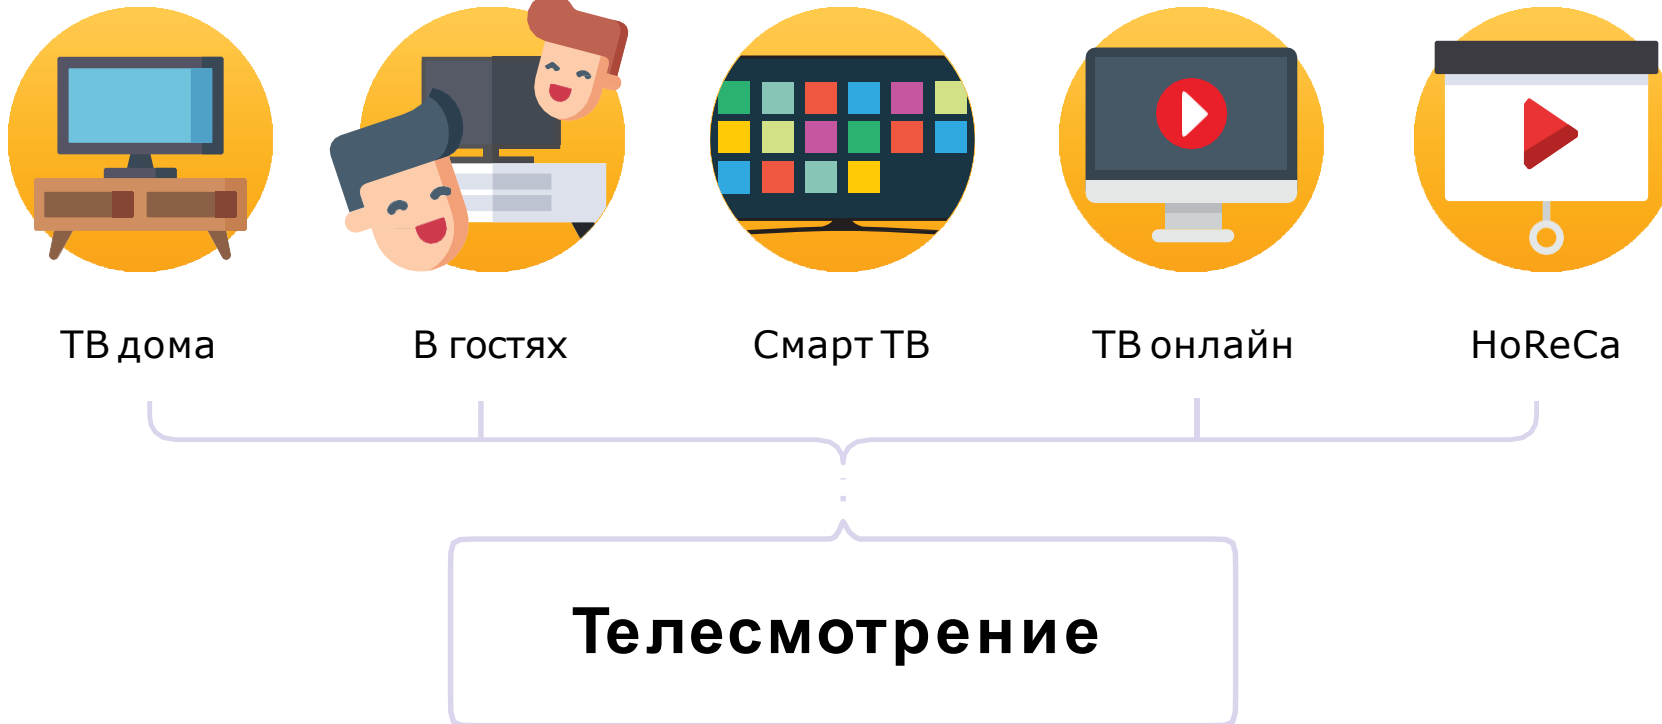 ТВ дома
В гостях
Смарт ТВ
ТВ онлайн
HoReCa
Телесмотрение